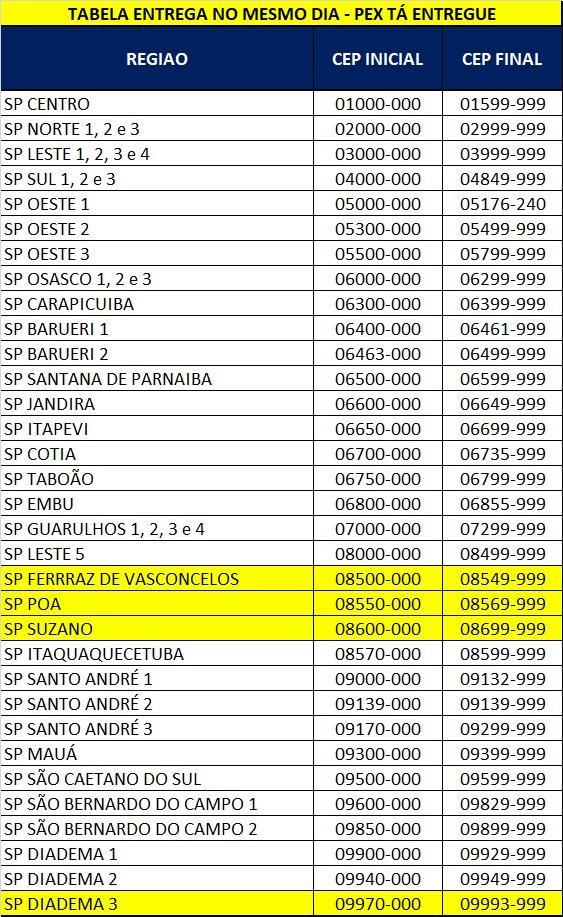 TABELA ENTREGA NO MESMO DIA - PEX TÁ ENTREGUE
REGIAO CEP INICIAL CEP FINAL
SP CENTRO 01000-000 01599-999
SP NORTE 1, 2 e 3 02000-000 02999-999
SP LESTE 1, 2, 3 e 4 03000-000 03999-999
SP SUL 1, 2 e 3 04000-000 04849-999
SP OESTE 1 05000-000 05176-240
SP OESTE 2 05300-000 05499-999
SP OESTE 3 05500-000 05799-999
SP OSASCO 1, 2 e 3 06000-000 06299-999
SP CARAPICUIBA 06300-000 06399-999
SP BARUERI 1 06400-000 06461-999
SP BARUERI 2 06463-000 06499-999
SP SANTANA DE PARNAIBA 06500-000 06599-999
SP JANDIRA 06600-000 06649-999
SP ITAPEVI 06650-000 06699-999
SP COTIA 06700-000 06735-999
SP TABOÃO 06750-000 06799-999
SP EMBU 06800-000 06855-999
SP GUARULHOS 1, 2, 3 e 4 07000-000 07299-999
SP LESTE 5 08000-000 08499-999
SP FERRRAZ DE VASCONCELOS 08500-000 08549-999
SP POA 08550-000 08569-999
SP SUZANO 08600-000 08699-999
SP ITAQUAQUECETUBA 08570-000 08599-999
SP SANTO ANDRÉ 1 09000-000 09132-999
SP SANTO ANDRÉ 2 09139-000 09139-999
SP SANTO ANDRÉ 3 09170-000 09299-999
SP MAUÁ 09300-000 09399-999
SP SÃO CAETANO DO SUL 09500-000 09599-999
SP SÃO BERNARDO DO CAMPO 1 09600-000 09829-999
SP SÃO BERNARDO DO CAMPO 2 09850-000 09899-999
SP DIADEMA 1 09900-000 09929-999
SP DIADEMA 2 09940-000 09949-999
SP DIADEMA 3 09970-000 09993-999